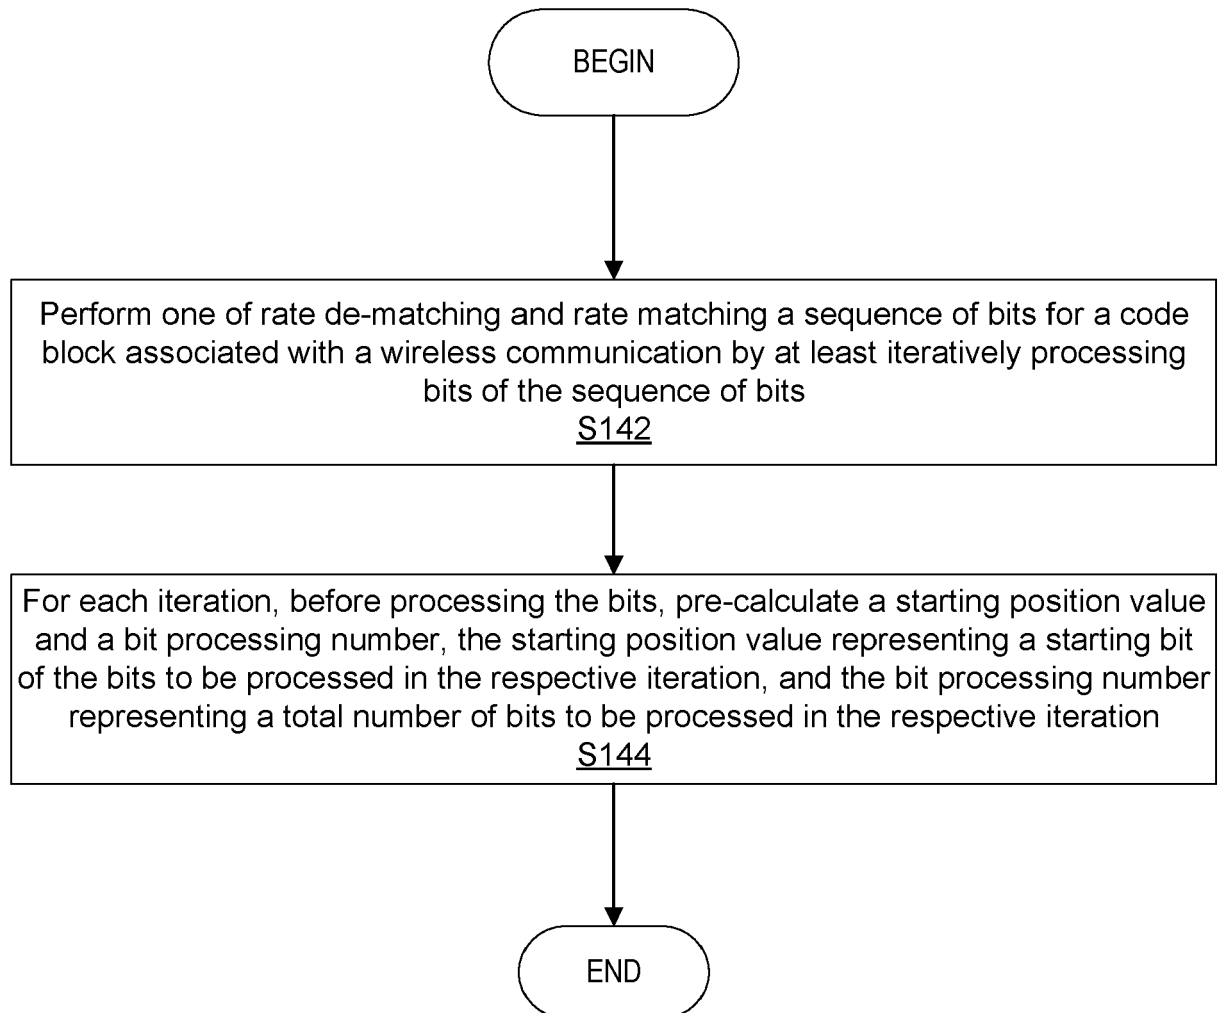 BEGIN
Perform one of rate de-matching and rate matching a sequence of bits for a code
block associated with a wireless communication by at least iteratively processing
bits of the sequence of bits
S142
For each iteration, before processing the bits, pre-calculate a starting position value
and a bit processing number, the starting position value representing a starting bit
of the bits to be processed in the respective iteration, and the bit processing number
representing a total number of bits to be processed in the respective iteration
S144
END